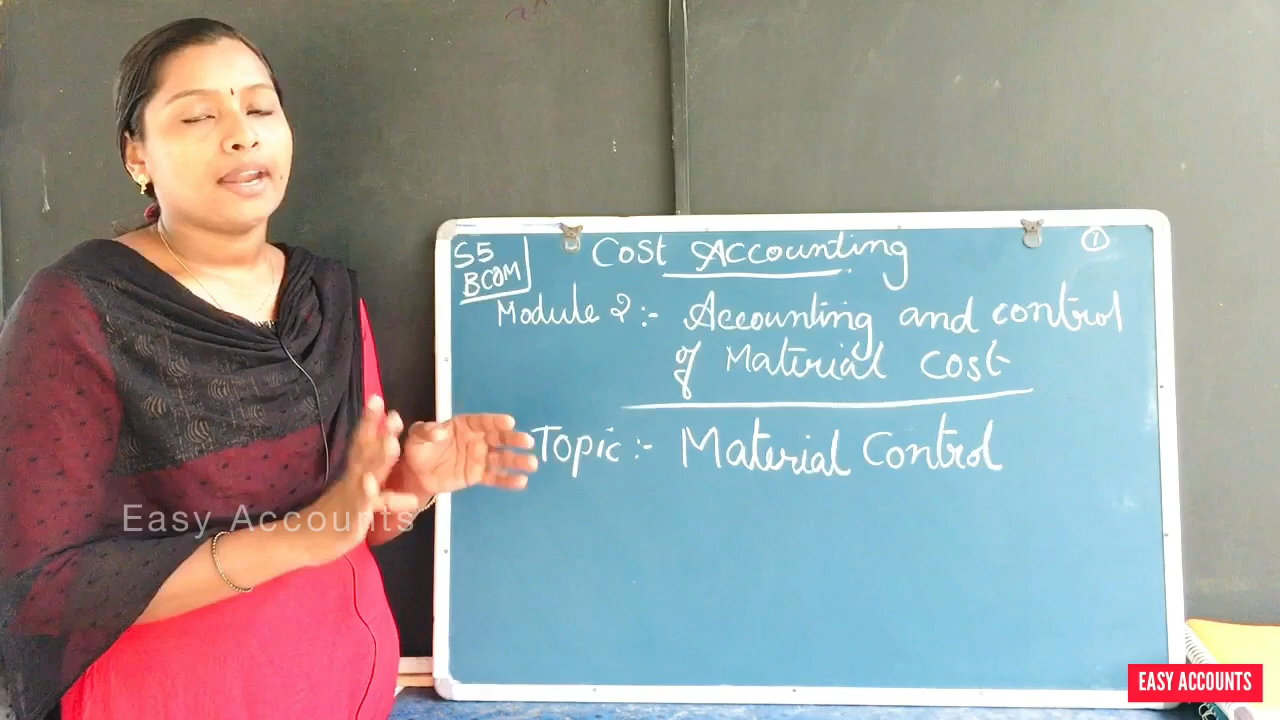 S5
BCOM
Cost Accounting
1
Module 2:- Accounting and control
of Material Cost
Topic:- Material Control
Easy Accounts
EASY ACCOUNTS